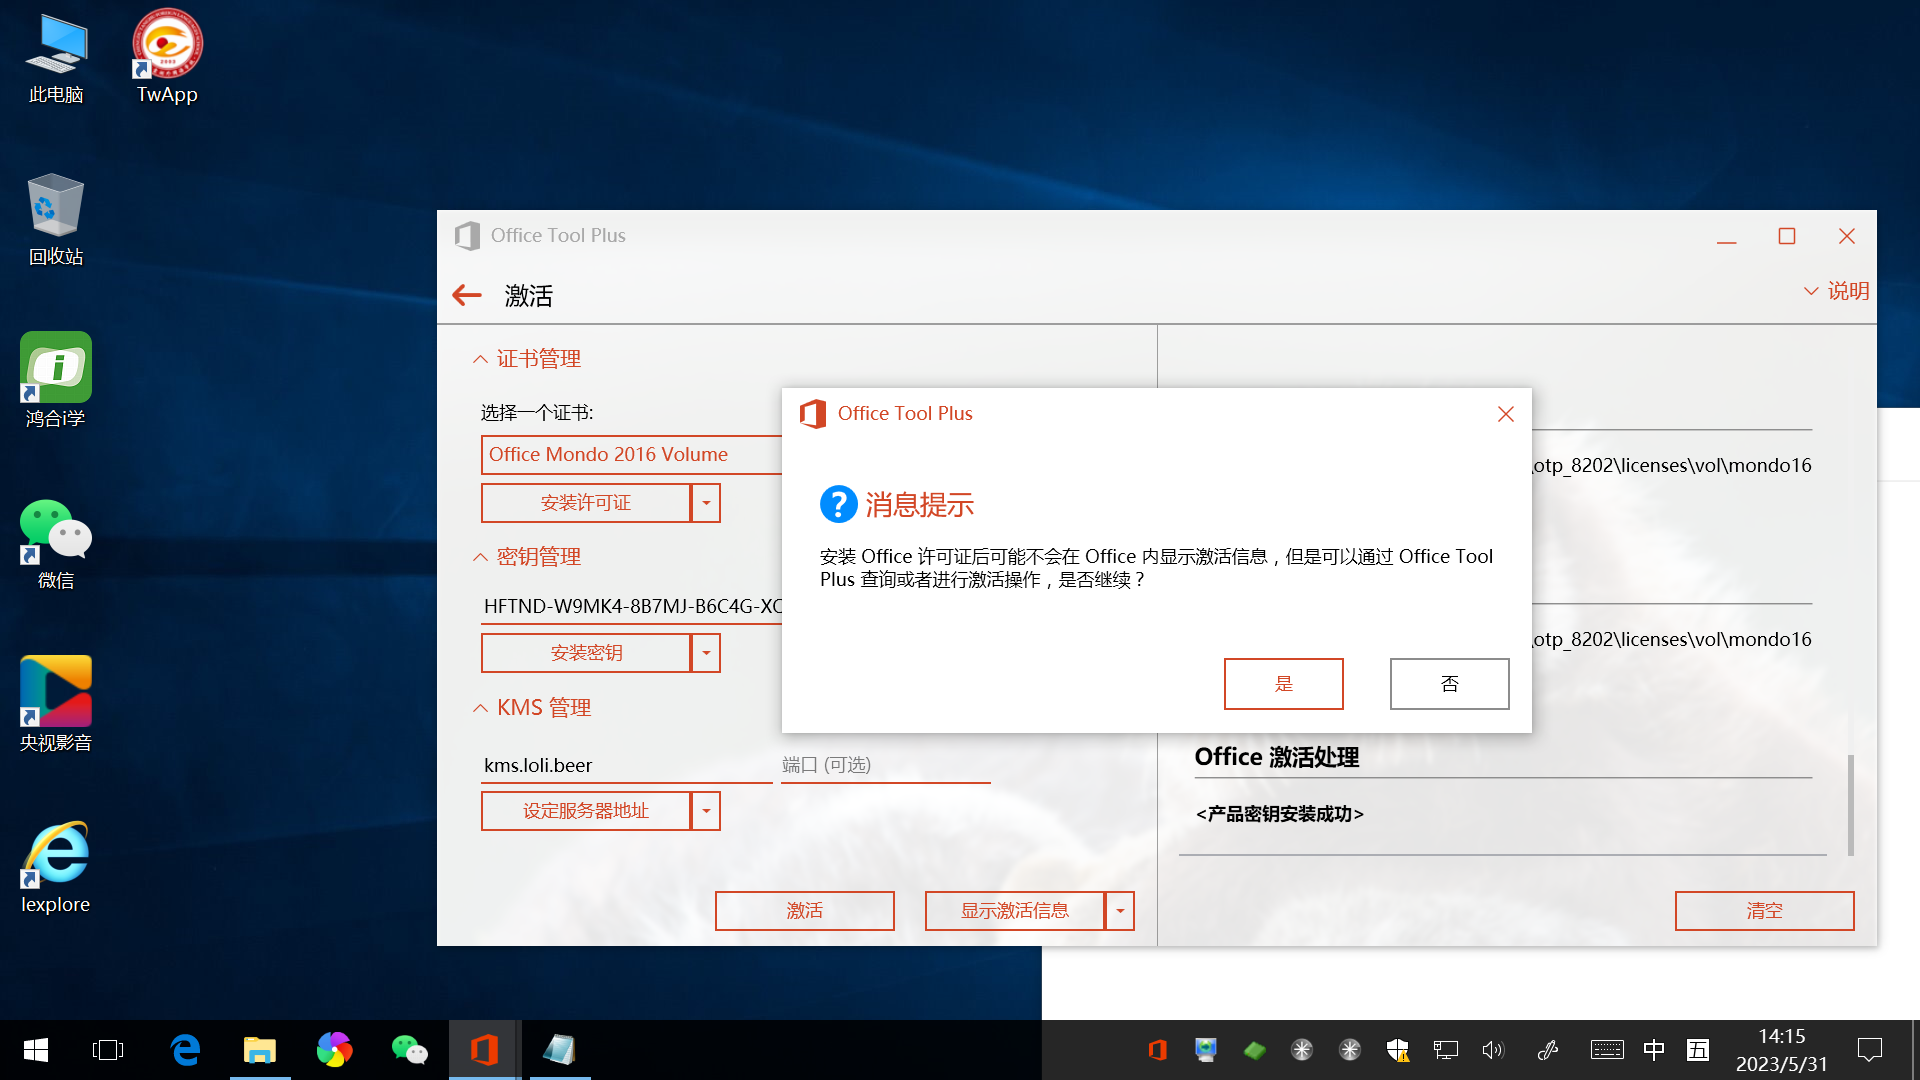 此电脑
TwApp
回收站
鸿合i学
微信
央视影音
Iexplore
Office Tool Plus
激活
说明
证书管理
选择一个证书:
Office Mondo 2016 Volume
安装许可证
密钥管理
HFTND-W9MK4-8B7MJ-B6C4G-XQ
安装密钥
KMS 管理
kms.loli.beer
端口 (可选)
设定服务器地址
激活
显示激活信息
Office Tool Plus
消息提示
安装 Office 许可证后可能不会在 Office 内显示激活信息，但是可以通过 Office Tool
Plus 查询或者进行激活操作，是否继续？
是
否
\otp_8202\licenses\vol\mondo16
\otp_8202\licenses\vol\mondo16
Office 激活处理
<产品密钥安装成功>
清空
中
五
14:15
2023/5/31